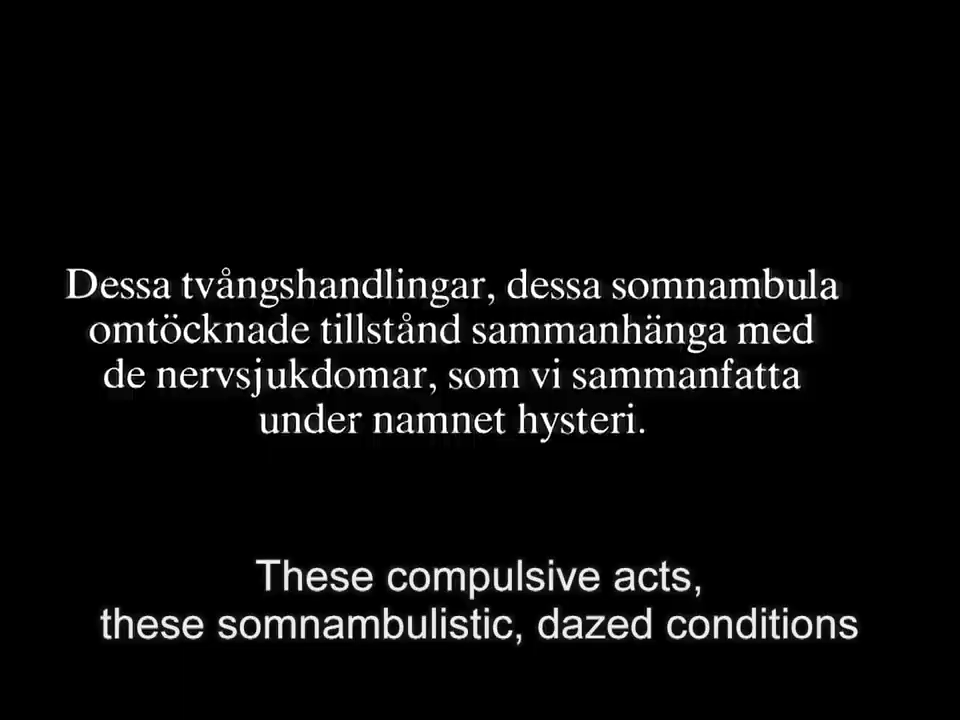 Dessa tvångshandlingar, dessa somnambula
omtöcknade tillstånd sammanhänga med
de nervsjukdomar, som vi sammanfatta
under namnet hysteri.
These compulsive acts,
these somnambulistic, dazed conditions